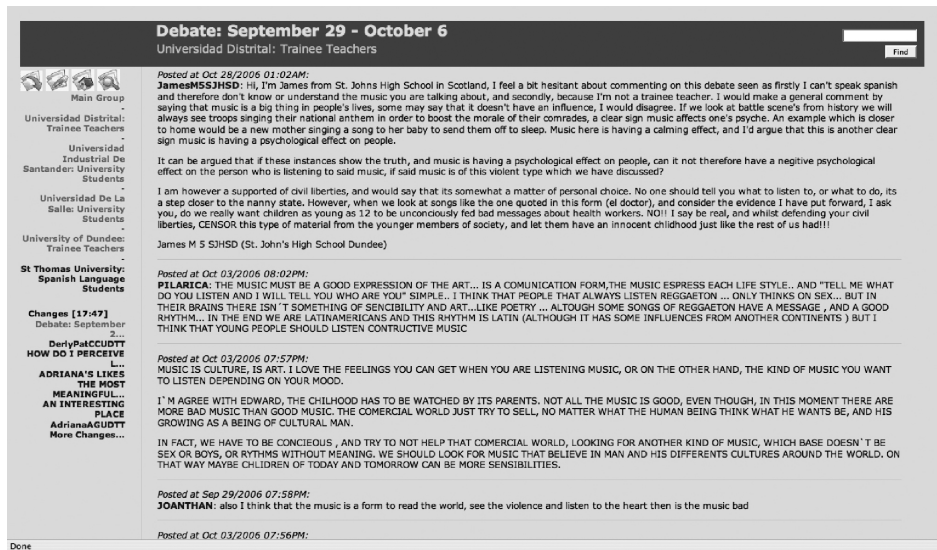 Debate: September 29 - October 6
Universidad Distrital: Trainee Teachers
Find
Main Group
-
Universidad Distrital:
Trainee Teachers
-
Universidad
Industrial De
Santander: University
Students
-
Universidad De La
Salle: University
Students
-
University of Dundee:
Trainee Teachers
-
St Thomas University:
Spanish Language
Students
Changes [17:47]
Debate: September
2...
DerlyPatCCUDTT
HOW DO I PERCEIVE
L...
ADRIANA'S LIKES
THE MOST
MEANINGFUL...
AN INTERESTING
PLACE
AdrianaAGUDTT
More Changes...
Posted at Oct 28/2006 01:02AM:
JamesM5SJHSD: Hi, I'm James from St. Johns High School in Scotland, I feel a bit hesitant about commenting on this debate seen as firstly I can't speak spanish
and therefore don't know or understand the music you are talking about, and secondly, because I'm not a trainee teacher. I would make a general comment by
saying that music is a big thing in people's lives, some may say that it doesn't have an influence, I would disagree. If we look at battle scene's from history we will
always see troops singing their national anthem in order to boost the morale of their comrades, a clear sign music affects one's psyche. An example which is closer
to home would be a new mother singing a song to her baby to send them off to sleep. Music here is having a calming effect, and I'd argue that this is another clear
sign music is having a psychological effect on people.
It can be argued that if these instances show the truth, and music is having a psychological effect on people, can it not therefore have a negitive psychological
effect on the person who is listening to said music, if said music is of this violent type which we have discussed?
I am however a supported of civil liberties, and would say that its somewhat a matter of personal choice. No one should tell you what to listen to, or what to do, its
a step closer to the nanny state. However, when we look at songs like the one quoted in this form (el doctor), and consider the evidence I have put forward, I ask
you, do we really want children as young as 12 to be unconciously fed bad messages about health workers. NO!! I say be real, and whilst defending your civil
liberties, CENSOR this type of material from the younger members of society, and let them have an innocent childhood just like the rest of us had!!!
James M 5 SJHSD (St. John's High School Dundee)
Posted at Oct 03/2006 08:02PM:
PILARICA: THE MUSIC MUST BE A GOOD EXPRESSION OF THE ART... IS A COMUNICATION FORM,THE MUSIC ESPRESS EACH LIFE STYLE.. AND "TELL ME WHAT
DO YOU LISTEN AND I WILL TELL YOU WHO ARE YOU" SIMPLE.. I THINK THAT PEOPLE THAT ALWAYS LISTEN REGGAETON ... ONLY THINKS ON SEX... BUT IN
THEIR BRAINS THERE ISN´T SOMETHING OF SENCIBILITY AND ART...LIKE POETRY ... ALTOUGH SOME SONGS OF REGGAETON HAVE A MESSAGE , AND A GOOD
RHYTHM... IN THE END WE ARE LATINAMERICANS AND THIS RHYTHM IS LATIN (ALTHOUGH IT HAS SOME INFLUENCES FROM ANOTHER CONTINENTS ) BUT I
THINK THAT YOUNG PEOPLE SHOULD LISTEN CONTRUCTIVE MUSIC
Posted at Oct 03/2006 07:57PM:
MUSIC IS CULTURE, IS ART. I LOVE THE FEELINGS YOU CAN GET WHEN YOU ARE LISTENING MUSIC, OR ON THE OTHER HAND, THE KIND OF MUSIC YOU WANT
TO LISTEN DEPENDING ON YOUR MOOD.
I`M AGREE WITH EDWARD, THE CHILHOOD HAS TO BE WATCHED BY ITS PARENTS. NOT ALL THE MUSIC IS GOOD, EVEN THOUGH, IN THIS MOMENT THERE ARE
MORE BAD MUSIC THAN GOOD MUSIC. THE COMERCIAL WORLD JUST TRY TO SELL, NO MATTER WHAT THE HUMAN BEING THINK WHAT HE WANTS BE, AND HIS
GROWING AS A BEING OF CULTURAL MAN.
IN FACT, WE HAVE TO BE CONCIEOUS , AND TRY TO NOT HELP THAT COMERCIAL WORLD, LOOKING FOR ANOTHER KIND OF MUSIC, WHICH BASE DOESN`T BE
SEX OR BOYS, OR RYTHMS WITHOUT MEANING. WE SHOULD LOOK FOR MUSIC THAT BELIEVE IN MAN AND HIS DIFFERENTS CULTURES AROUND THE WORLD. ON
THAT WAY MAYBE CHLIDREN OF TODAY AND TOMORROW CAN BE MORE SENSIBILITIES.
Posted at Sep 29/2006 07:58PM:
JOANTHAN: also I think that the music is a form to read the world, see the violence and listen to the heart then is the music bad
Posted at Oct 03/2006 07:56PM:
Done